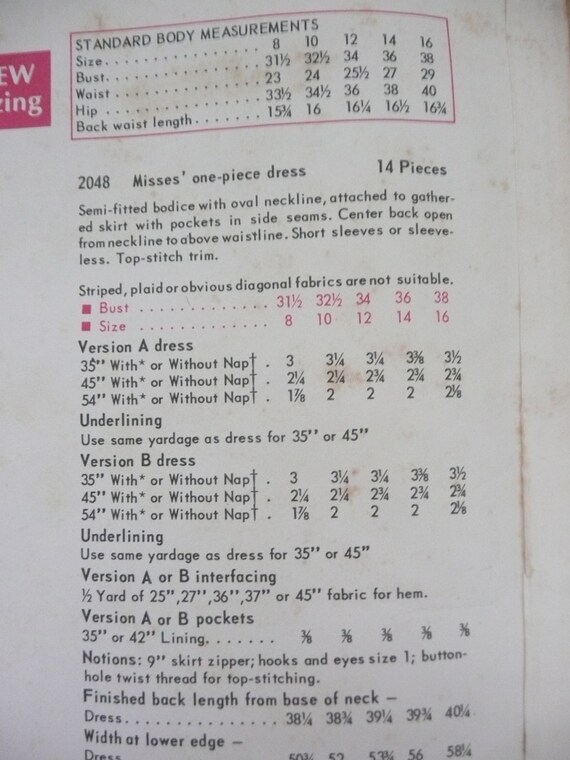 EW
zing
STANDARD BODY MEASUREMENTS
Size. . . . . . . . . . . . . . . . 8 10 12 14 16
Bust. . . . . . . . . . . . . . . . 31½ 32½ 34 36 38
Waist . . . . . . . . . . . . . . . 23 24 25½ 27 29
Hip . . . . . . . . . . . . . . . . 33½ 34½ 36 38 40
Back waist length. . . . . . . 15¾ 16 16¼ 16½ 16¾
2048 Misses' one-piece dress 14 Pieces
Semi-fitted bodice with oval neckline, attached to gather-
ed skirt with pockets in side seams. Center back open
from neckline to above waistline. Short sleeves or sleeve-
less. Top-stitch trim.
Striped, plaid or obvious diagonal fabrics are not suitable.
■ Bust . . . . . . . . . . . . . 31½ 32½ 34 36 38
■ Size . . . . . . . . . . . . . 8 10 12 14 16
Version A dress
35" With* or Without Nap† . 3 3¼ 3¼ 3⅜ 3½
45" With* or Without Nap† . 2¼ 2¼ 2¾ 2¾ 2¾
54" With* or Without Nap† . 1⅞ 2 2 2 2⅛
Underlining
Use same yardage as dress for 35" or 45"
Version B dress
35" With* or Without Nap† . 3 3¼ 3¼ 3⅜ 3½
45" With* or Without Nap† . 2¼ 2¼ 2¾ 2¾ 2¾
54" With* or Without Nap† . 1⅞ 2 2 2 2⅛
Underlining
Use same yardage as dress for 35" or 45"
Version A or B interfacing
½ Yard of 25",27",36",37" or 45" fabric for hem.
Version A or B pockets
35" or 42" Lining. . . . . . . ⅜ ⅜ ⅜ ⅜ ⅜
Notions: 9" skirt zipper; hooks and eyes size 1; button-
hole twist thread for top-stitching.
Finished back length from base of neck –
Dress. . . . . . . . . . . . . . . 38¼ 38¾ 39¼ 39¾ 40¼
Width at lower edge –
Dress 50¾ 52 53¾ 56 58¼